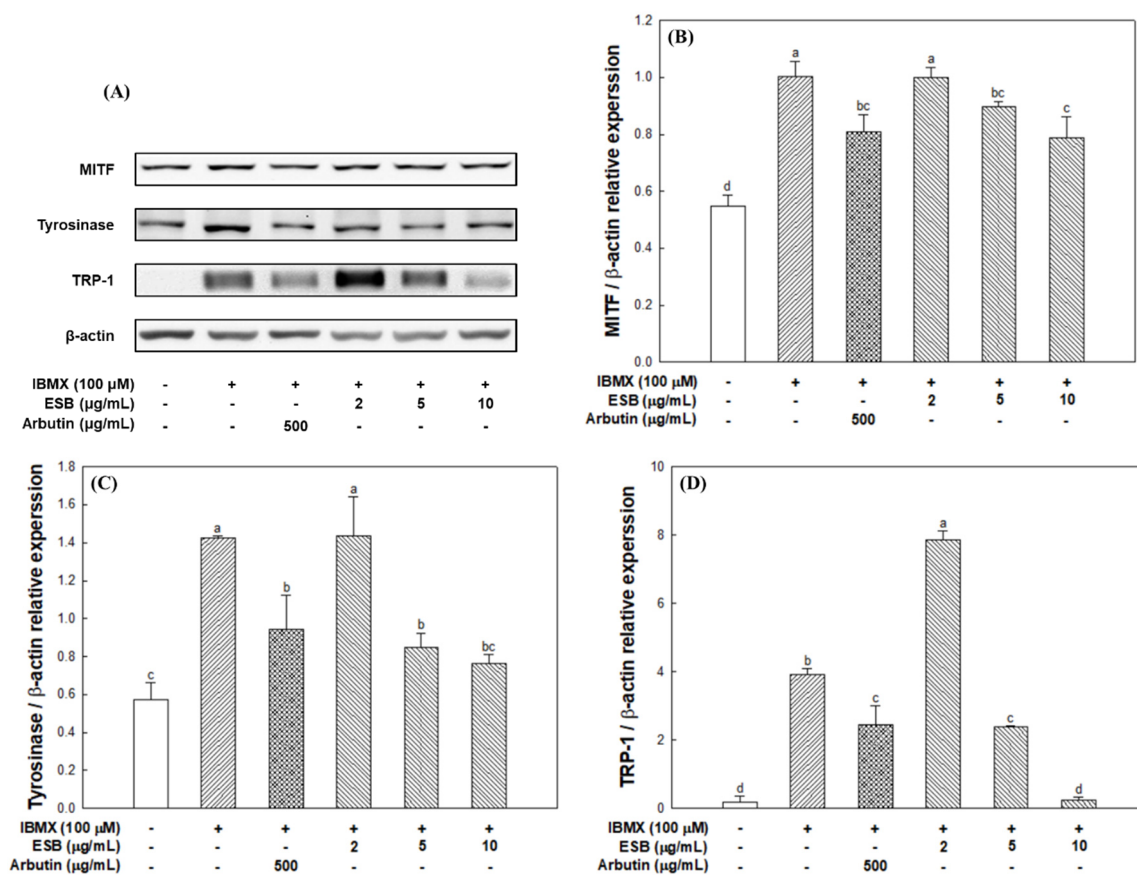 (A)
MITF
Tyrosinase
TRP-1
β-actin
IBMX (100 μM) - + + + + +
ESB (μg/mL) - - - 2 5 10
Arbutin (μg/mL) - - 500 - - -
(B)
MITF / β-actin relative experssion
1.2
1.0
0.8
0.6
0.4
0.2
0.0
d a bc a bc c
IBMX (100 μM) - + + + + +
ESB (μg/mL) - - - 2 5 10
Arbutin (μg/mL) - - 500 - - -
(C)
Tyrosinase / β-actin relative experssion
1.8
1.6
1.4
1.2
1.0
0.8
0.6
0.4
0.2
0.0
c a b a b bc
IBMX (100 μM) - + + + + +
ESB (μg/mL) - - - 2 5 10
Arbutin (μg/mL) - - 500 - - -
(D)
TRP-1 / β-actin relative experssion
10
8
6
4
2
0
d b c a c d
IBMX (100 μM) - + + + + +
ESB (μg/mL) - - - 2 5 10
Arbutin (μg/mL) - - 500 - - -